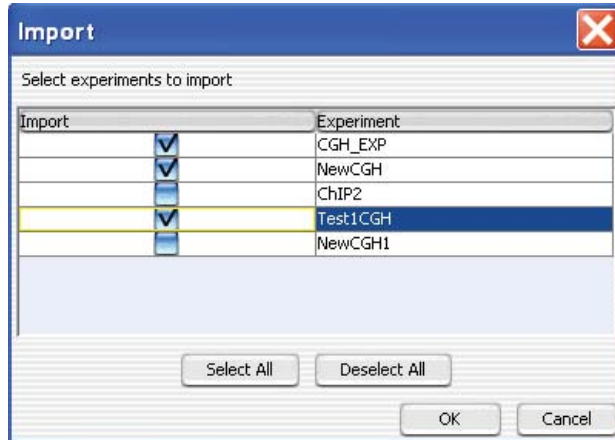 Import
Select experiments to import
Import Experiment
CGH_EXP
NewCGH
ChIP2
Test1CGH
NewCGH1
Select All Deselect All
OK Cancel